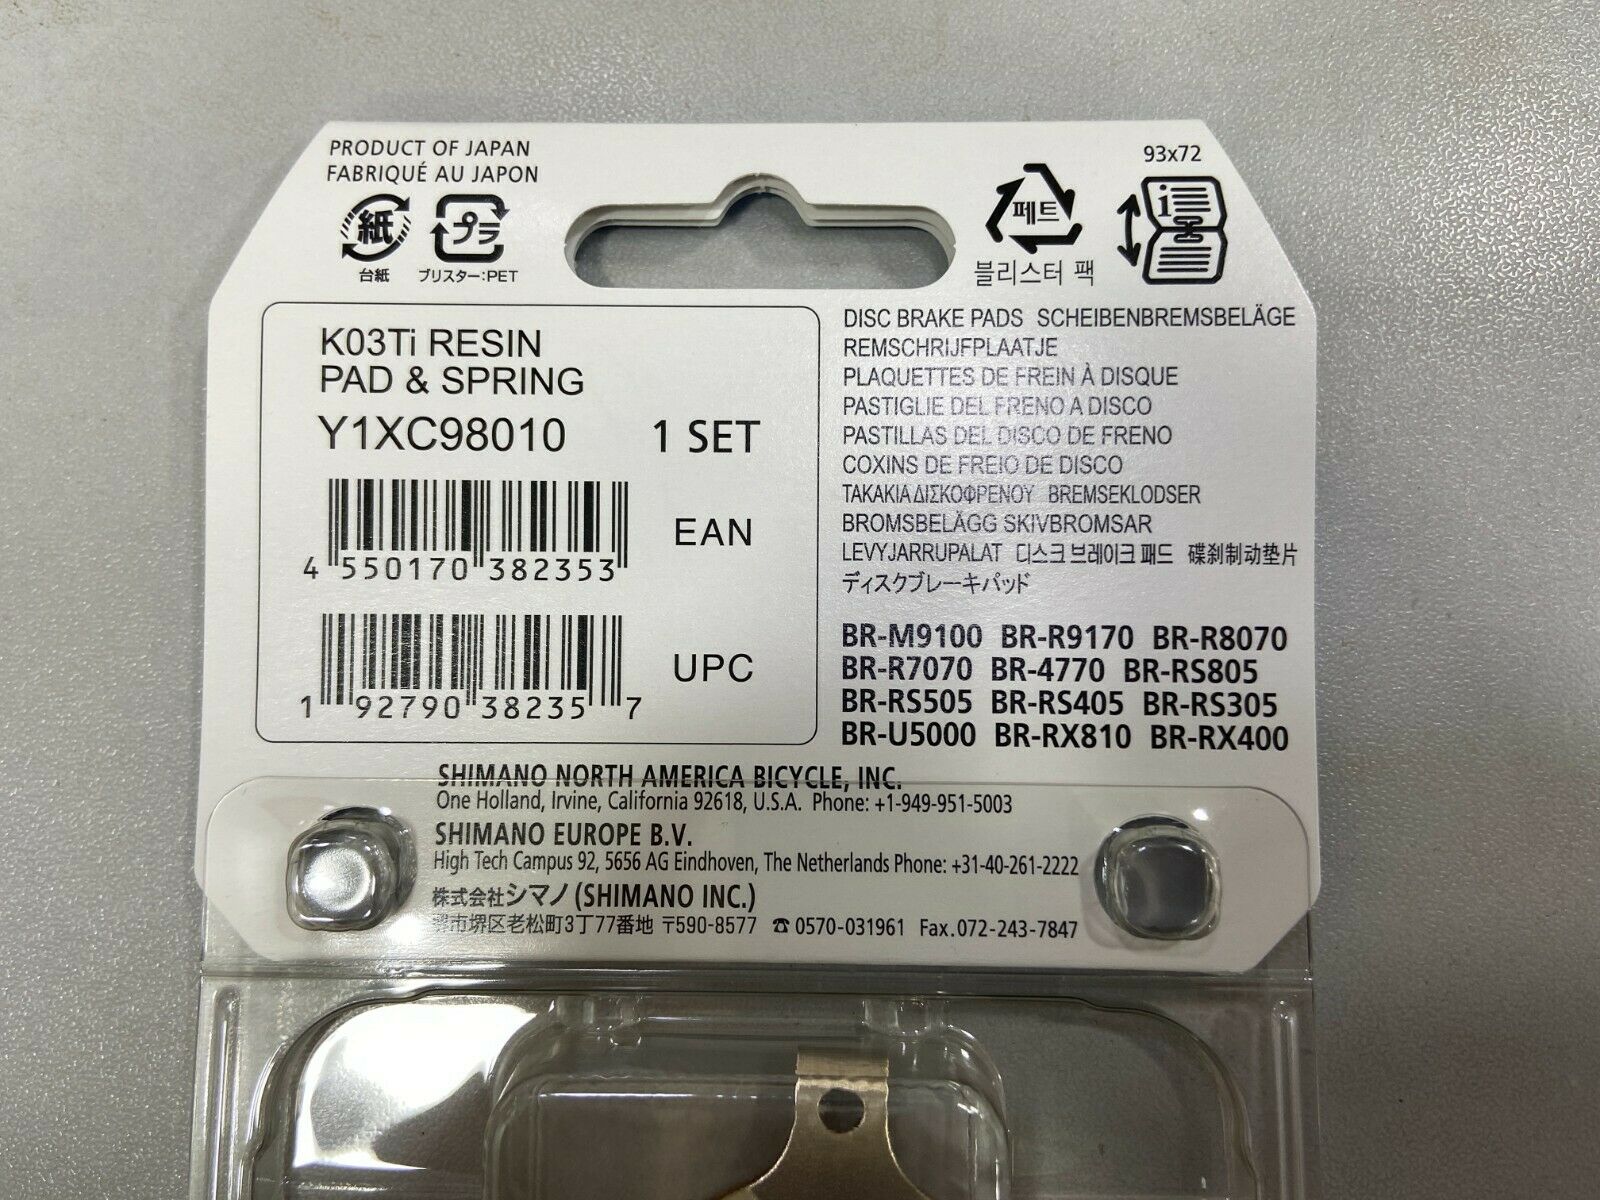 PRODUCT OF JAPAN
FABRIQUÉ AU JAPON
紙
台紙
プラ
ブリスター:PET
페트
블리스터 팩
93x72
i
K03Ti RESIN
PAD & SPRING
Y1XC98010 1 SET
EAN
4 550170 382353
UPC
1 92790 38235 7
DISC BRAKE PADS SCHEIBENBREMSBELÄGE
REMSCHRIJFPLAATJE
PLAQUETTES DE FREIN À DISQUE
PASTIGLIE DEL FRENO A DISCO
PASTILLAS DEL DISCO DE FRENO
COXINS DE FREIO DE DISCO
ΤΑΚΑΚΙΑ ΔΙΣΚΟΦΡΕΝΟΥ BREMSEKLODSER
BROMSBELÄGG SKIVBROMSAR
LEVYJARRUPALAT 디스크 브레이크 패드 碟刹制动垫片
ディスクブレーキパッド
BR-M9100 BR-R9170 BR-R8070
BR-R7070 BR-4770 BR-RS805
BR-RS505 BR-RS405 BR-RS305
BR-U5000 BR-RX810 BR-RX400
SHIMANO NORTH AMERICA BICYCLE, INC.
One Holland, Irvine, California 92618, U.S.A. Phone: +1-949-951-5003
SHIMANO EUROPE B.V.
High Tech Campus 92, 5656 AG Eindhoven, The Netherlands Phone: +31-40-261-2222
株式会社シマノ (SHIMANO INC.)
堺市堺区老松町3丁77番地 〒590-8577 ☎ 0570-031961 Fax.072-243-7847